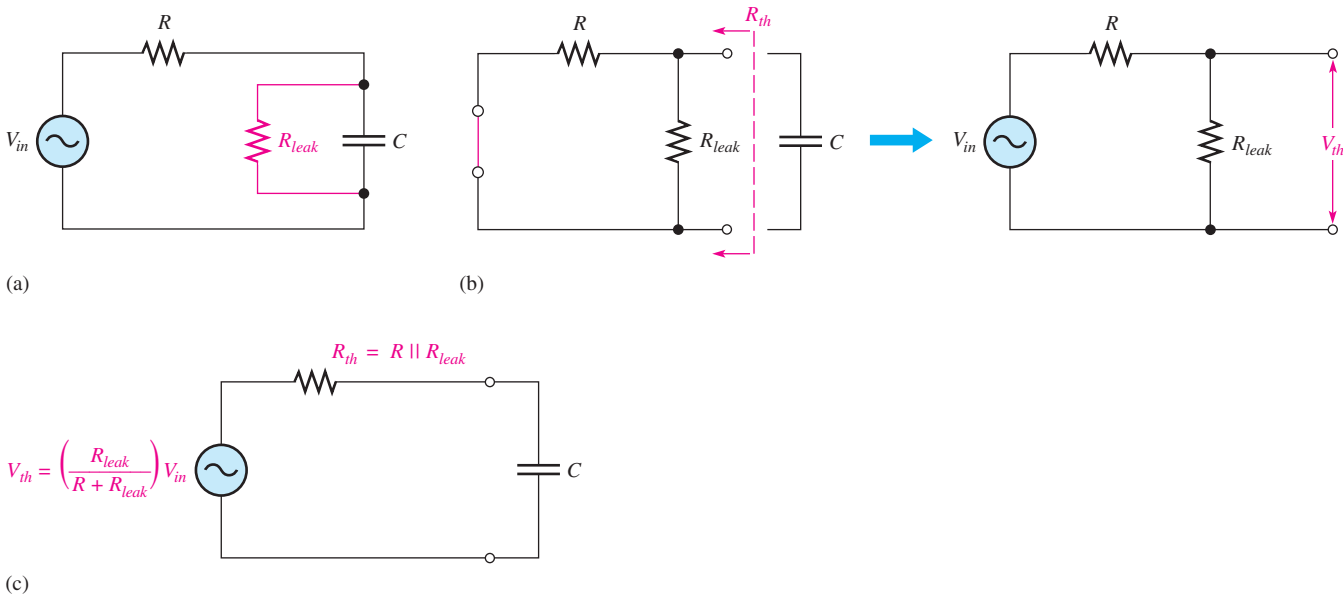 R
V_in
R_leak
C
(a)
R
R_th
R_leak
C
(b)
R
V_in
R_leak
V_th
R_th = R || R_leak
V_th = (R_leak / R + R_leak) V_in
C
(c)